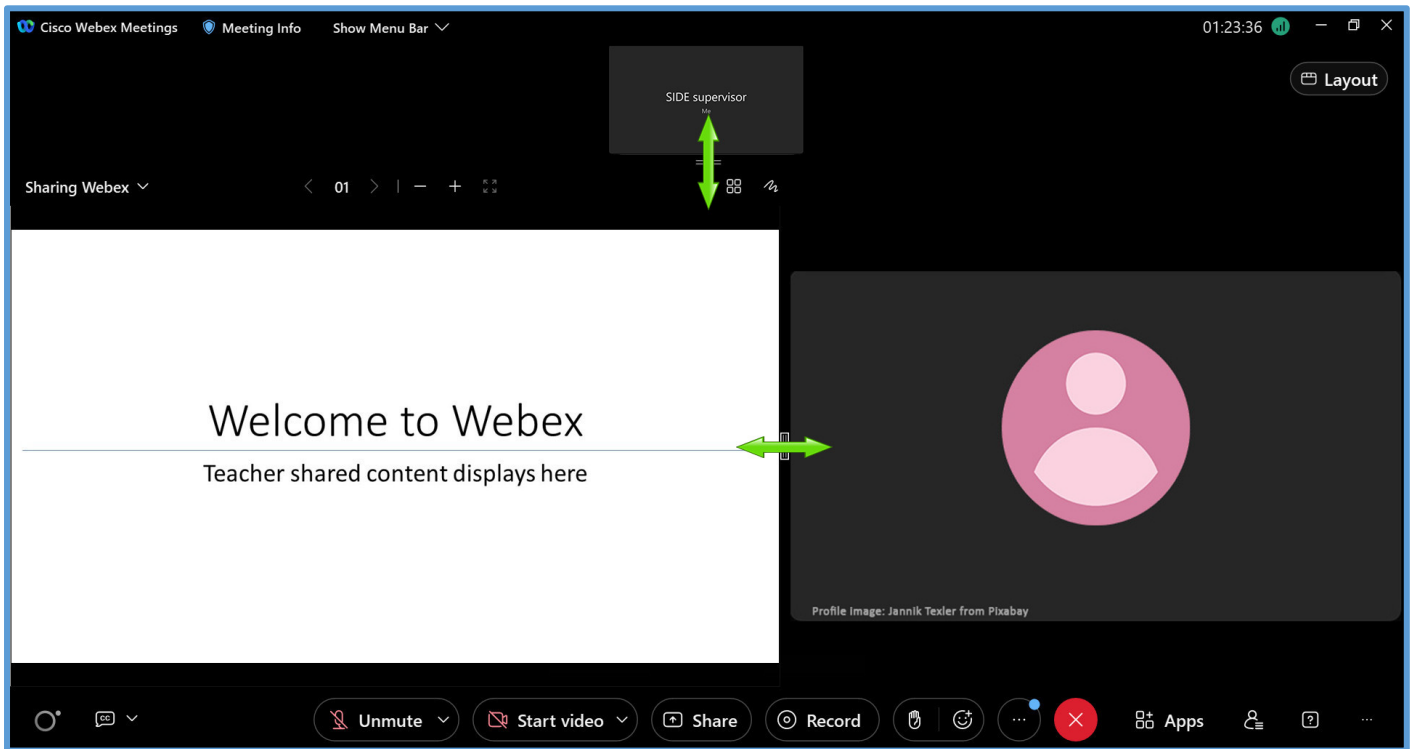 Cisco Webex Meetings
Meeting Info
Show Menu Bar
01:23:36
SIDE supervisor
Me
Layout
Sharing Webex
01
Welcome to Webex
Teacher shared content displays here
Profile Image: Jannik Texler from Pixabay
CC
Unmute
Start video
Share
Record
Apps